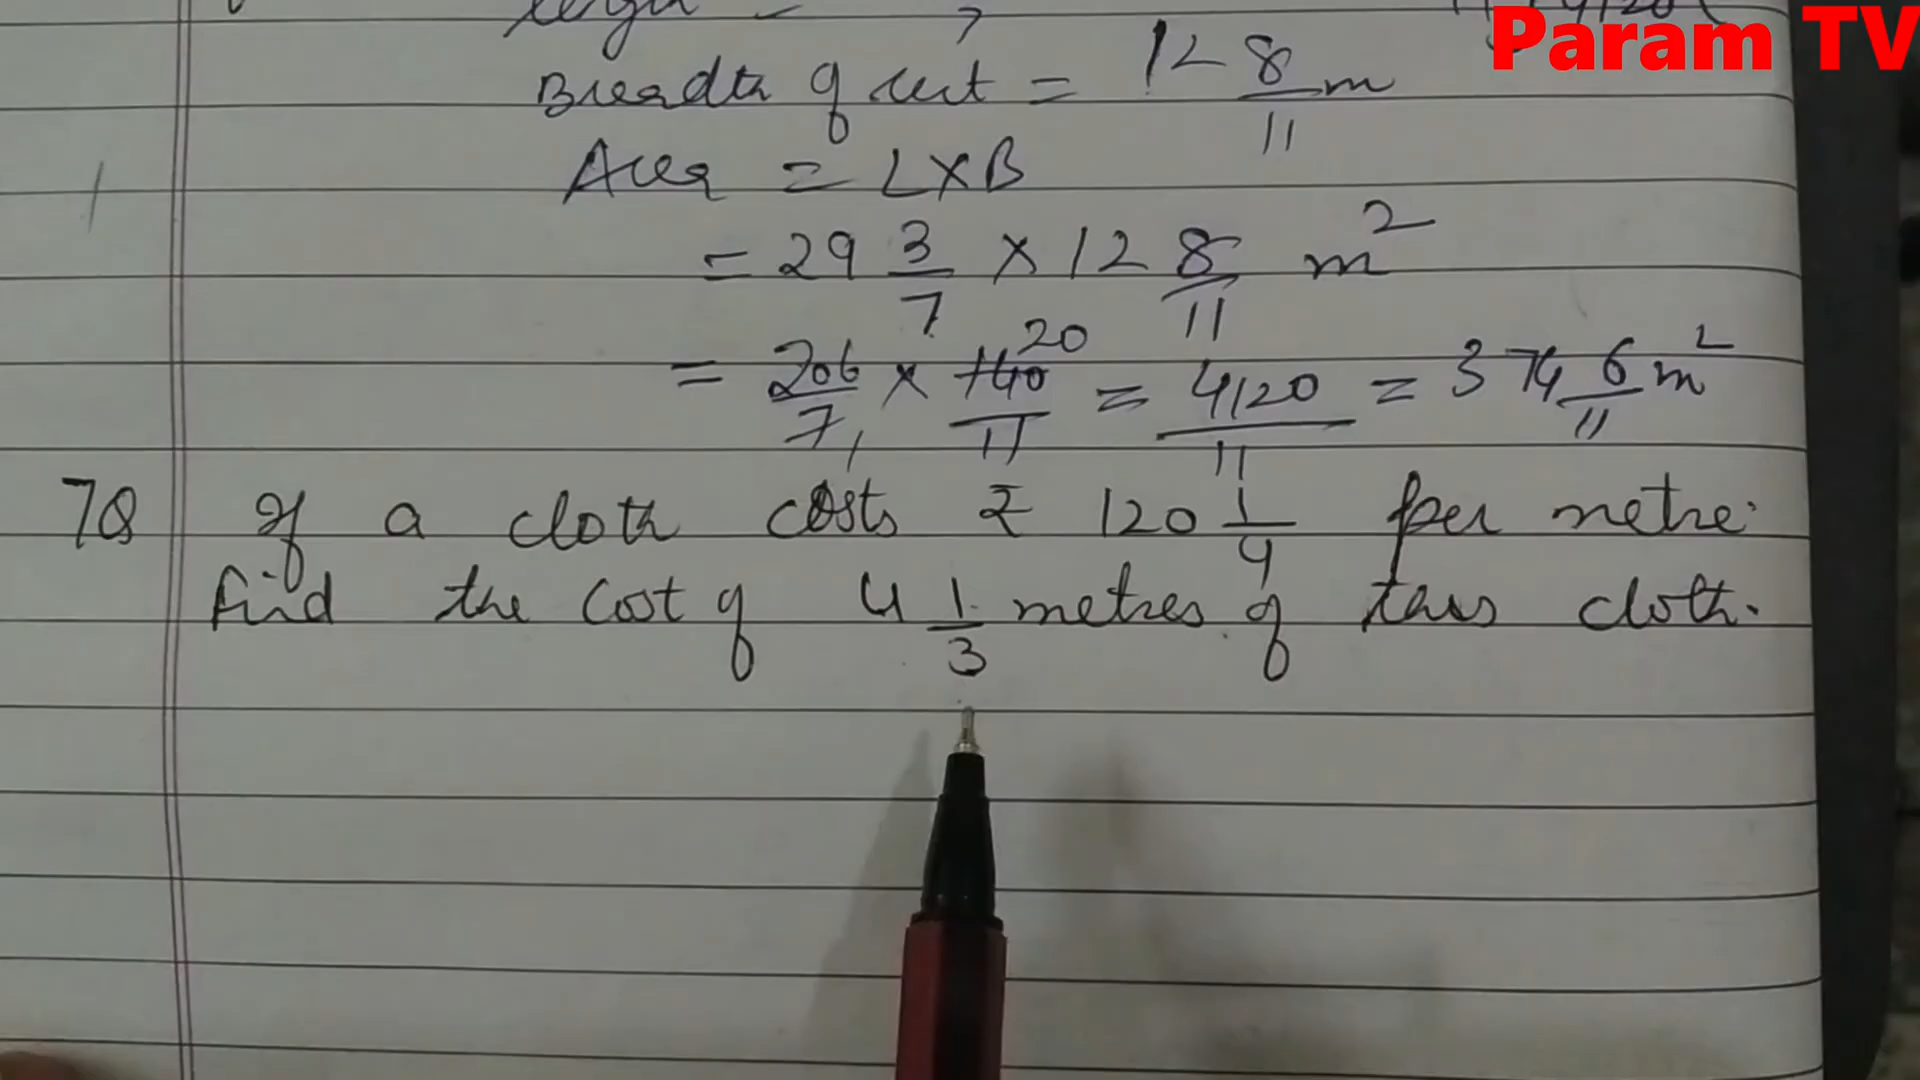 Param TV
Breadth of rect = 12 8/11 m
Area = L×B
= 29 3/7 × 12 8/11 m²
= 206/7 × 140/11 20 = 4120/11 = 374 6/11 m²
7Q If a cloth costs ₹ 120 1/4 per metre.
Find the cost of 4 1/3 metres of this cloth.